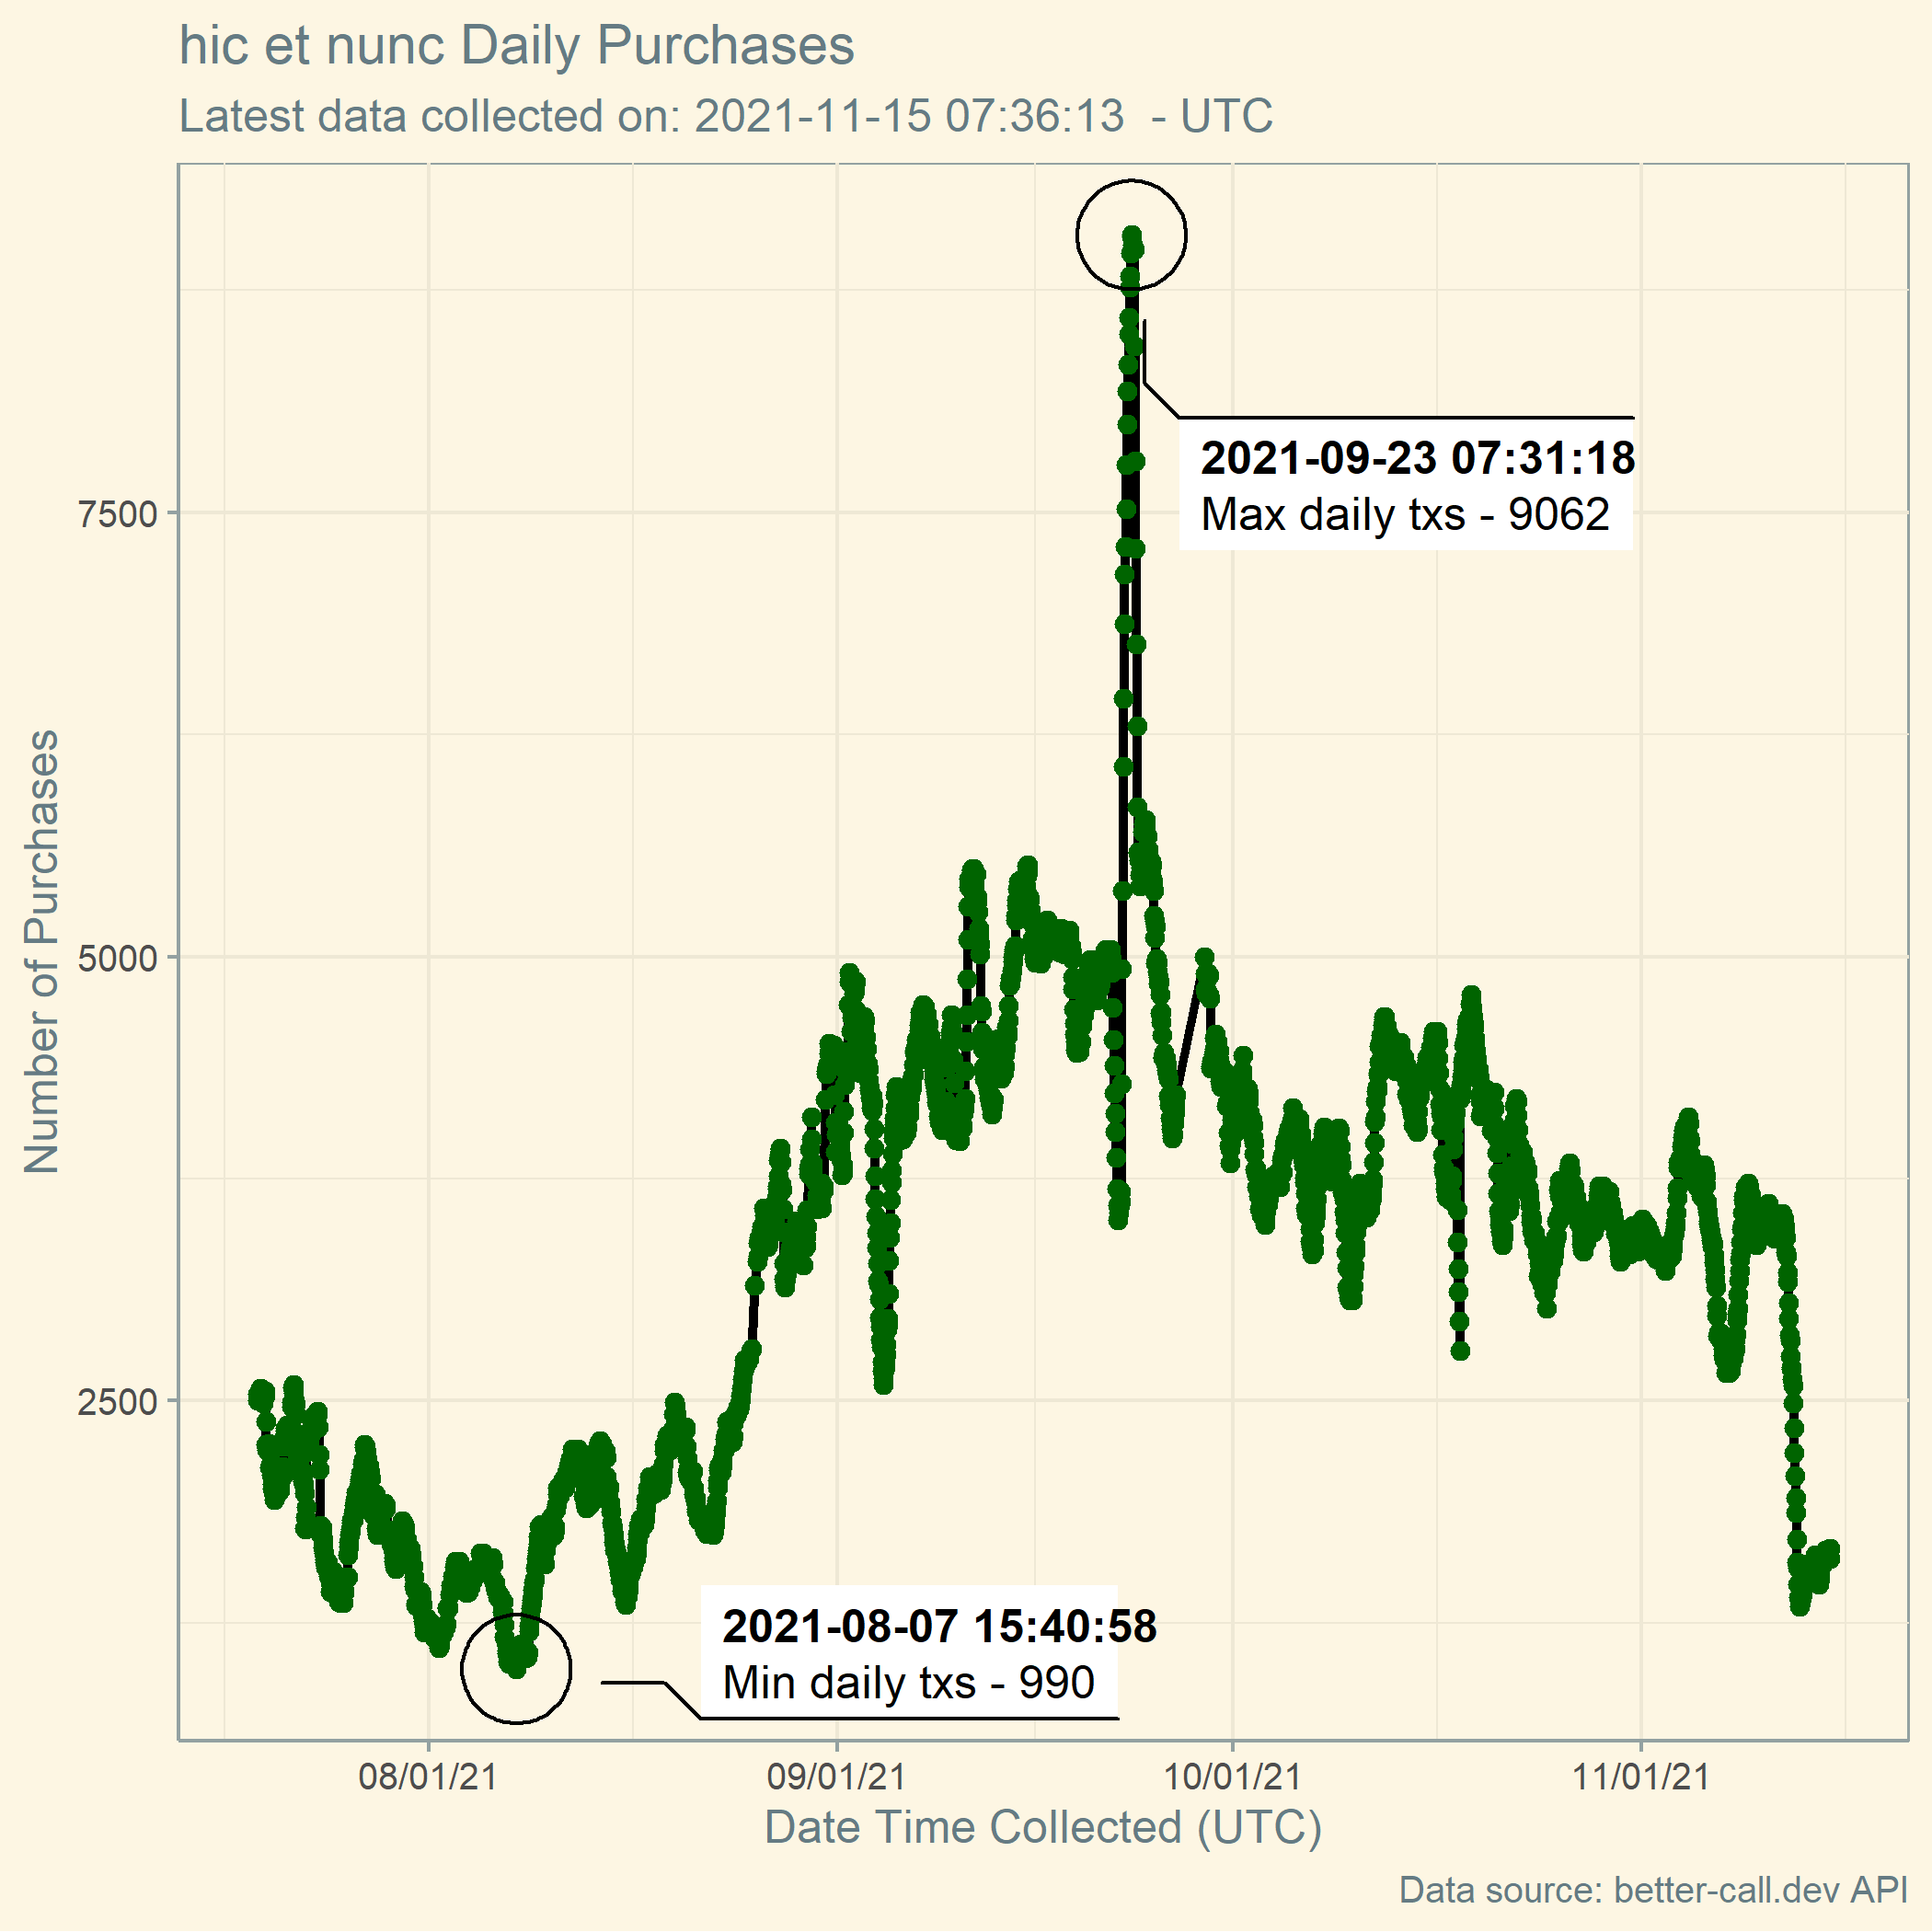 hic et nunc Daily Purchases
Latest data collected on: 2021-11-15 07:36:13 - UTC
2021-09-23 07:31:18
Max daily txs - 9062
7500
5000
2500
Number of Purchases
2021-08-07 15:40:58
Min daily txs - 990
08/01/21 09/01/21 10/01/21 11/01/21
Date Time Collected (UTC)
Data source: better-call.dev API